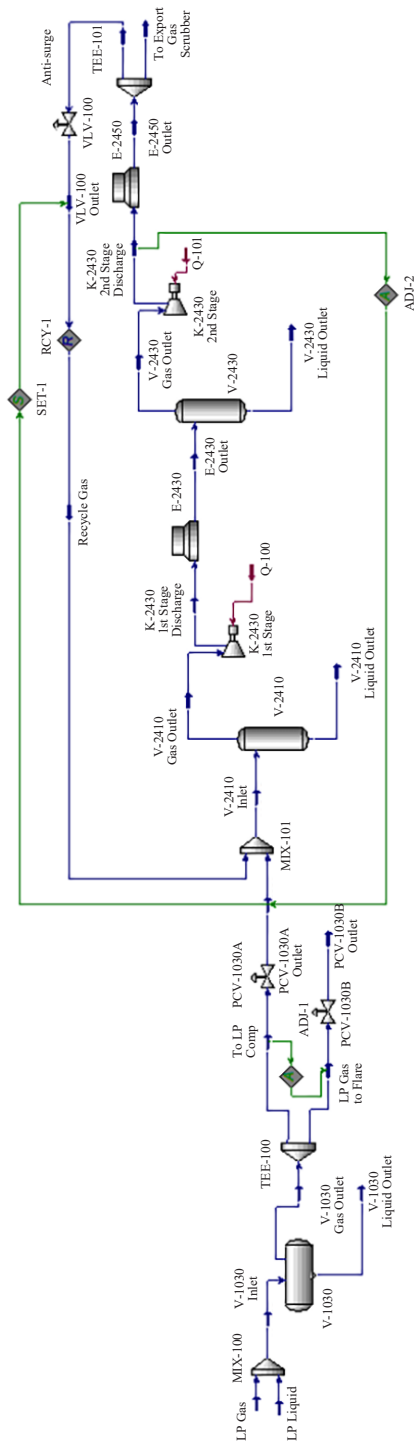 LP Gas
LP Liquid
MIX-100
V-1030
Inlet
V-1030
V-1030
Gas Outlet
V-1030
Liquid Outlet
TEE-100
To LP
Comp
A
ADJ-1
LP Gas
to Flare
PCV-1030A
PCV-1030A
Outlet
PCV-1030B
PCV-1030B
Outlet
MIX-101
V-2410
Inlet
V-2410
Gas Outlet
V-2410
V-2410
Liquid Outlet
K-2430
1st Stage
Q-100
K-2430
1st Stage
Discharge
E-2430
E-2430
Outlet
V-2430
V-2430
Gas Outlet
V-2430
Liquid Outlet
K-2430
2nd Stage
Q-101
K-2430
2nd Stage
Discharge
E-2450
E-2450
Outlet
TEE-101
To Export
Gas
Scrubber
Anti-surge
VLV-100
VLV-100
Outlet
R
RCY-1
Recycle Gas
S
SET-1
A
ADJ-2